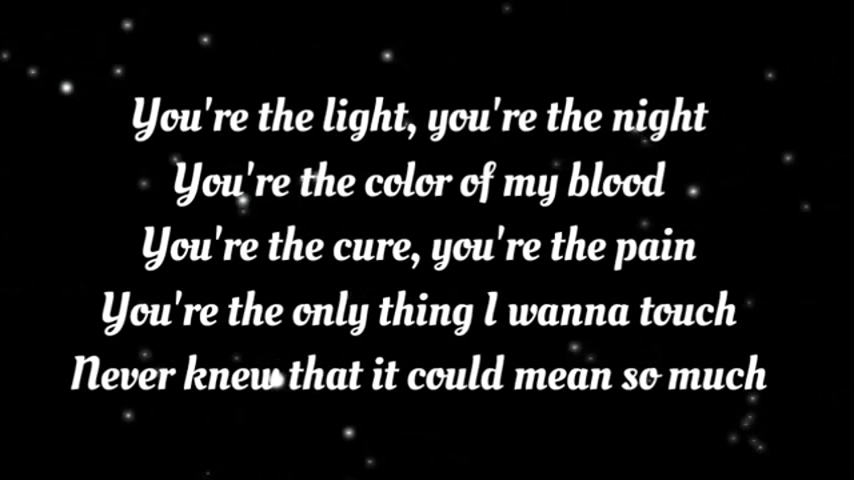 You're the light, you're the night
You're the color of my blood
You're the cure, you're the pain
You're the only thing I wanna touch
Never knew that it could mean so much